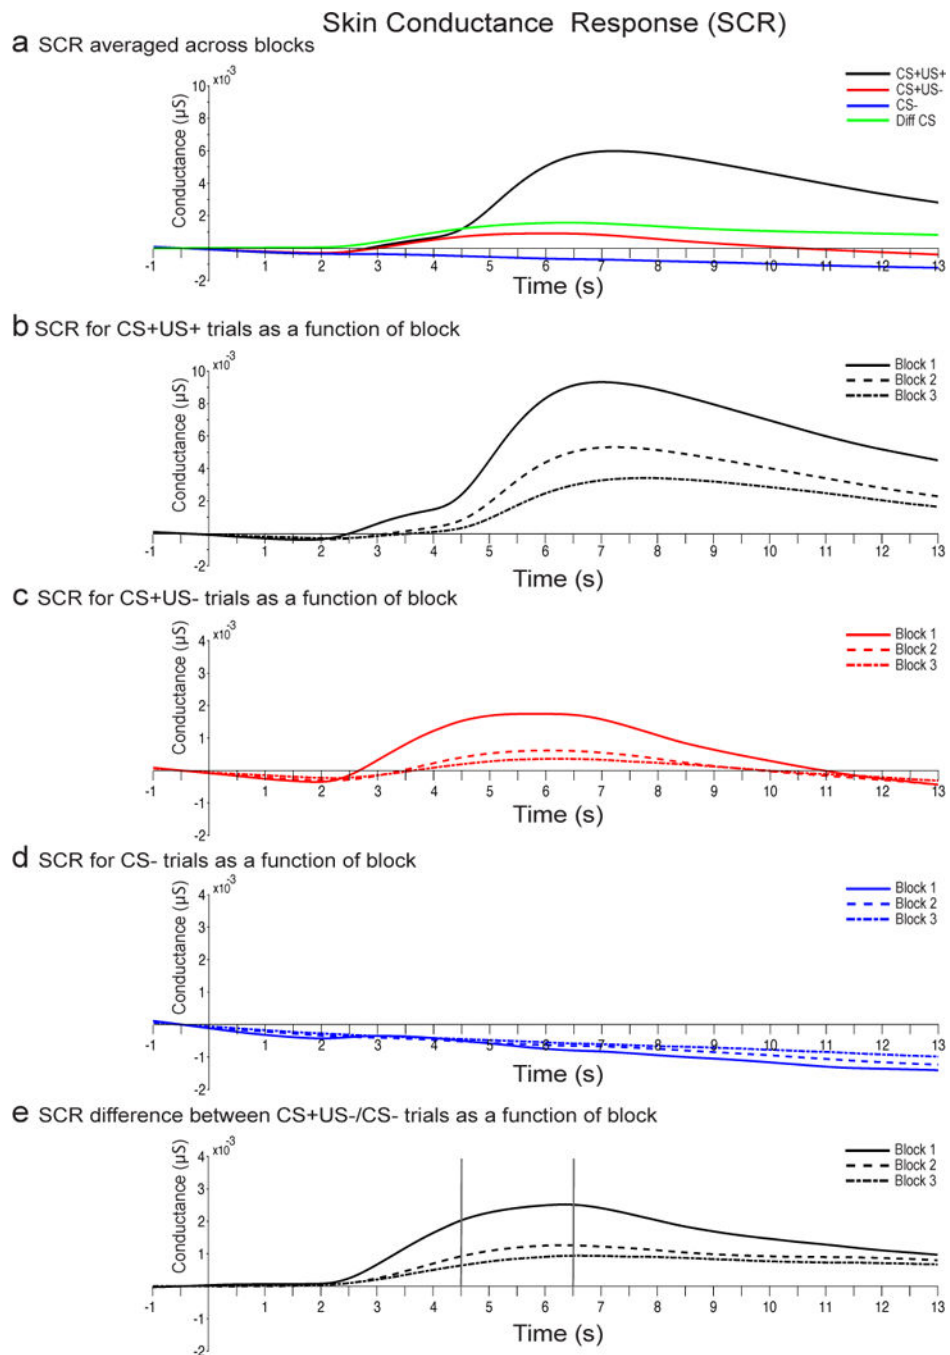 Skin Conductance Response (SCR)
a SCR averaged across blocks
x10-3
10
8
6
4
2
-2
Conductance (µS)
-1 1 2 3 4 5 6 7 8 9 10 11 12 13
Time (s)
CS+US+
CS+US-
CS-
Diff CS
b SCR for CS+US+ trials as a function of block
x10-3
10
8
6
4
2
-2
Conductance (µS)
-1 1 2 3 4 5 6 7 8 9 10 11 12 13
Time (s)
Block 1
Block 2
Block 3
c SCR for CS+US- trials as a function of block
x10-3
4
3
2
1
-1
-2
Conductance (µS)
-1 1 2 3 4 5 6 7 8 9 10 11 12 13
Time (s)
Block 1
Block 2
Block 3
d SCR for CS- trials as a function of block
x10-3
4
3
2
1
-1
-2
Conductance (µS)
-1 1 2 3 4 5 6 7 8 9 10 11 12 13
Time (s)
Block 1
Block 2
Block 3
e SCR difference between CS+US-/CS- trials as a function of block
x10-3
4
3
2
1
-1
-2
Conductance (µS)
-1 1 2 3 4 5 6 7 8 9 10 11 12 13
Time (s)
Block 1
Block 2
Block 3